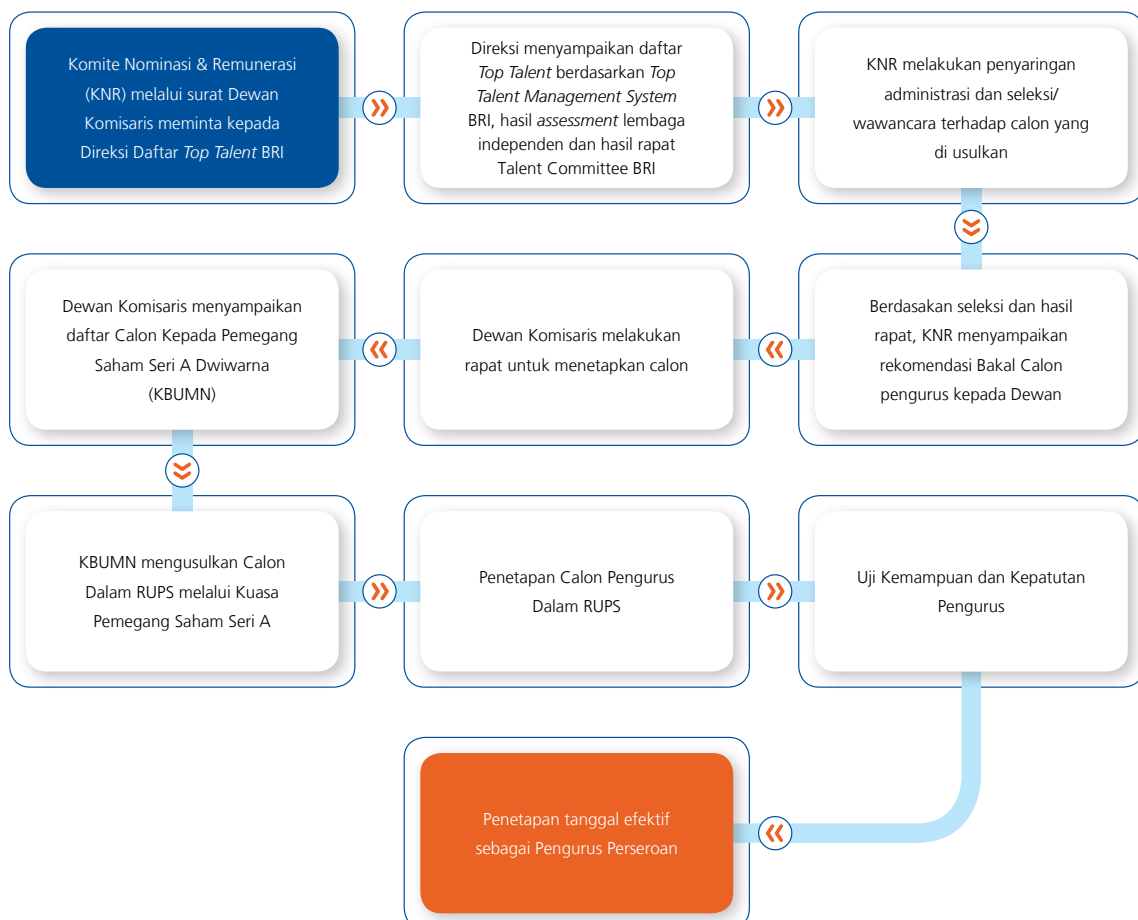 Komite Nominasi & Remunerasi
(KNR) melalui surat Dewan
Komisaris meminta kepada
Direksi Daftar Top Talent BRI
Direksi menyampaikan daftar
Top Talent berdasarkan Top
Talent Management System
BRI, hasil assessment lembaga
independen dan hasil rapat
Talent Committee BRI
KNR melakukan penyaringan
administrasi dan seleksi/
wawancara terhadap calon yang
di usulkan
Berdasakan seleksi dan hasil
rapat, KNR menyampaikan
rekomendasi Bakal Calon
pengurus kepada Dewan
Dewan Komisaris melakukan
rapat untuk menetapkan calon
Dewan Komisaris menyampaikan
daftar Calon Kepada Pemegang
Saham Seri A Dwiwarna
(KBUMN)
KBUMN mengusulkan Calon
Dalam RUPS melalui Kuasa
Pemegang Saham Seri A
Penetapan Calon Pengurus
Dalam RUPS
Uji Kemampuan dan Kepatutan
Pengurus
Penetapan tanggal efektif
sebagai Pengurus Perseroan